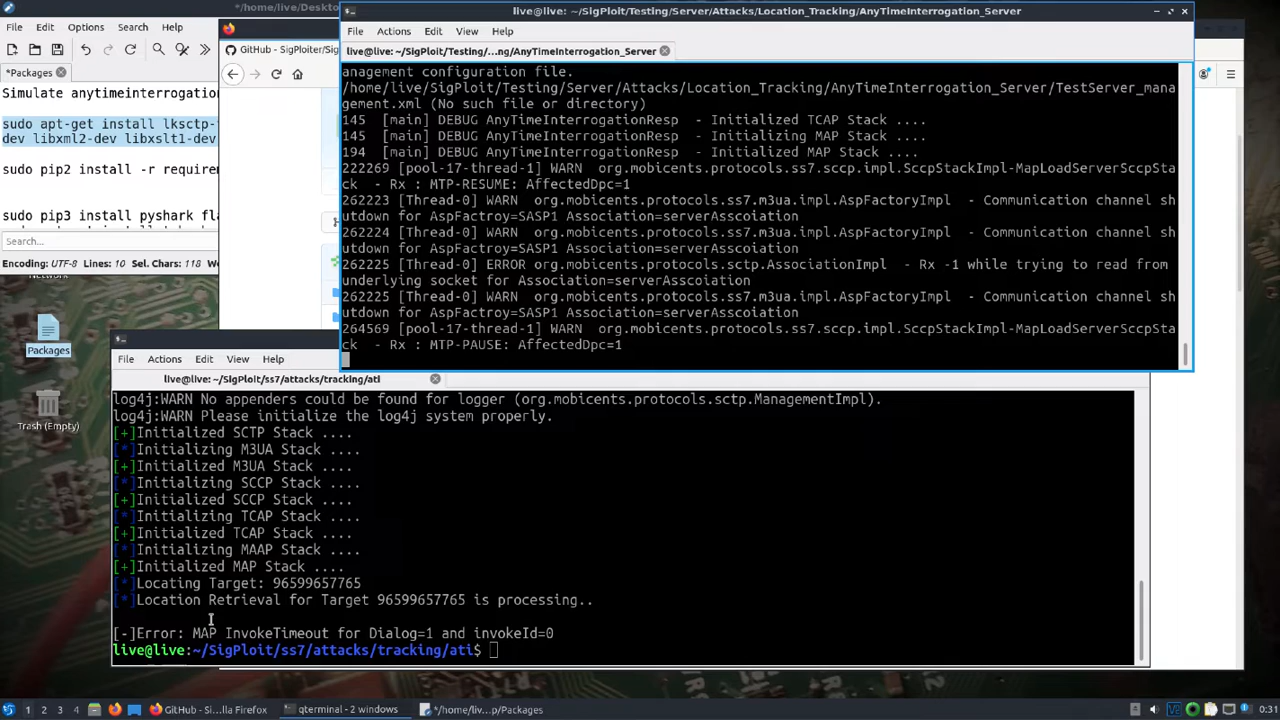 */home/live/Deskto
File Edit Options Search
*Packages
Simulate anytimeinterrogation
sudo apt-get install lksctp-
dev libxml2-dev libxslt1-dev
sudo pip2 install -r require
sudo pip3 install pyshark fl
Search...
Encoding: UTF-8 Lines: 10 Sel. Chars: 118
GitHub - SigPloiter/Si
live@live: ~/SigPloit/Testing/Server/Attacks/Location_Tracking/AnyTimeInterrogation_Server
File Actions Edit View Help
live@live: ~/SigPloit/Testing/...ng/AnyTimeInterrogation_Server
anagement configuration file.
/home/live/SigPloit/Testing/Server/Attacks/Location_Tracking/AnyTimeInterrogation_Server/TestServer_mana
gement.xml (No such file or directory)
145 [main] DEBUG AnyTimeInterrogationResp - Initialized TCAP Stack ....
145 [main] DEBUG AnyTimeInterrogationResp - Initializing MAP Stack ....
194 [main] DEBUG AnyTimeInterrogationResp - Initialized MAP Stack ....
222269 [pool-17-thread-1] WARN org.mobicents.protocols.ss7.sccp.impl.SccpStackImpl-MapLoadServerSccpSta
ck - Rx : MTP-RESUME: AffectedDpc=1
262223 [Thread-0] WARN org.mobicents.protocols.ss7.m3ua.impl.AspFactoryImpl - Communication channel sh
utdown for AspFactroy=SASP1 Association=serverAsscoiation
262224 [Thread-0] WARN org.mobicents.protocols.ss7.m3ua.impl.AspFactoryImpl - Communication channel sh
utdown for AspFactroy=SASP1 Association=serverAsscoiation
262225 [Thread-0] ERROR org.mobicents.protocols.sctp.AssociationImpl - Rx -1 while trying to read from
underlying socket for Association=serverAsscoiation
262225 [Thread-0] WARN org.mobicents.protocols.ss7.m3ua.impl.AspFactoryImpl - Communication channel sh
utdown for AspFactroy=SASP1 Association=serverAsscoiation
264569 [pool-17-thread-1] WARN org.mobicents.protocols.ss7.sccp.impl.SccpStackImpl-MapLoadServerSccpSta
ck - Rx : MTP-PAUSE: AffectedDpc=1
Network
Packages
Trash (Empty)
File Actions Edit View Help
live@live: ~/SigPloit/ss7/attacks/tracking/ati
log4j:WARN No appenders could be found for logger (org.mobicents.protocols.sctp.ManagementImpl).
log4j:WARN Please initialize the log4j system properly.
[+]Initialized SCTP Stack ....
[*]Initializing M3UA Stack ....
[+]Initialized M3UA Stack ....
[*]Initializing SCCP Stack ....
[+]Initialized SCCP Stack ....
[*]Initializing TCAP Stack ....
[+]Initialized TCAP Stack ....
[*]Initializing MAAP Stack ....
[+]Initialized MAP Stack ....
[*]Locating Target: 96599657765
[*]Location Retrieval for Target 96599657765 is processing..
[-]Error: MAP InvokeTimeout for Dialog=1 and invokeId=0
live@live:~/SigPloit/ss7/attacks/tracking/ati$
1 2 3 4 GitHub - Si...lla Firefox qterminal - 2 windows */home/live...p/Packages 0:31